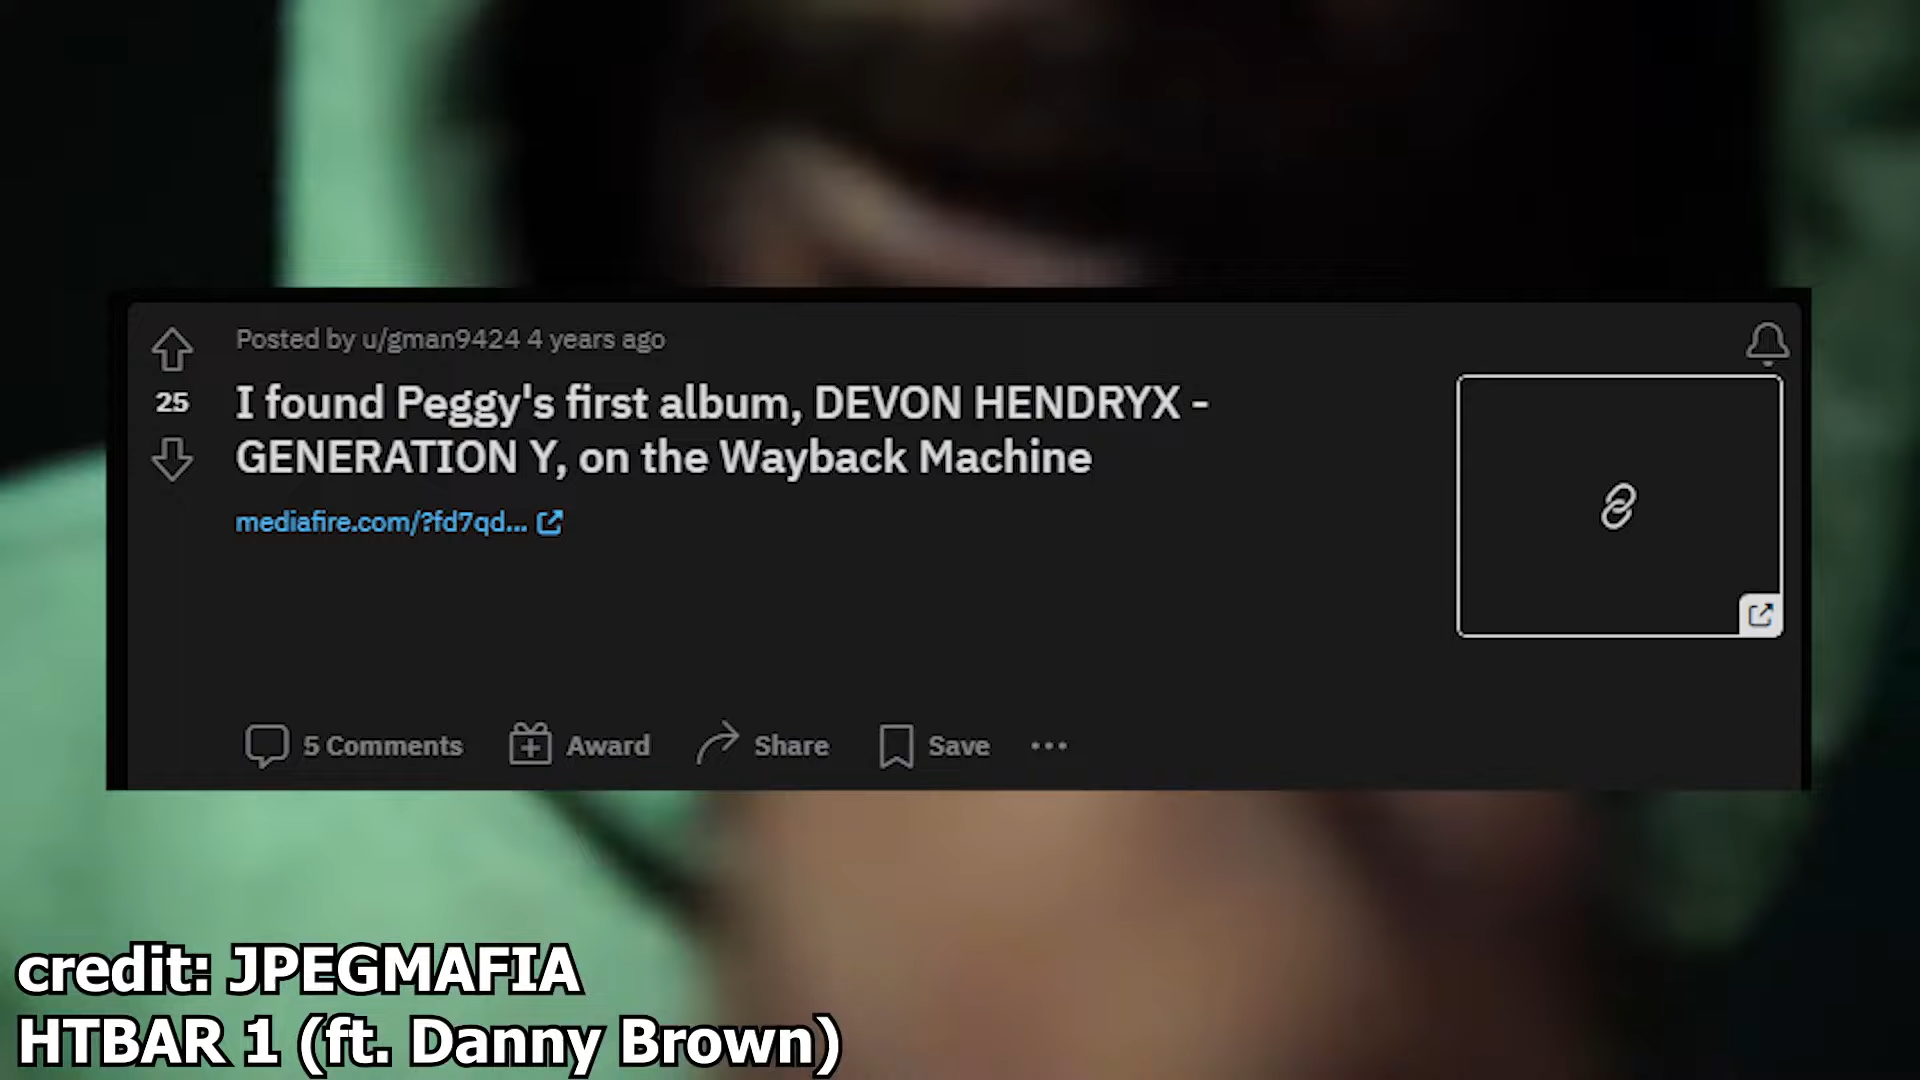 Posted by u/gman9424 4 years ago
25
I found Peggy's first album, DEVON HENDRYX -
GENERATION Y, on the Wayback Machine
mediafire.com/?fd7qd...
5 Comments Award Share Save
credit: JPEGMAFIA
HTBAR 1 (ft. Danny Brown)